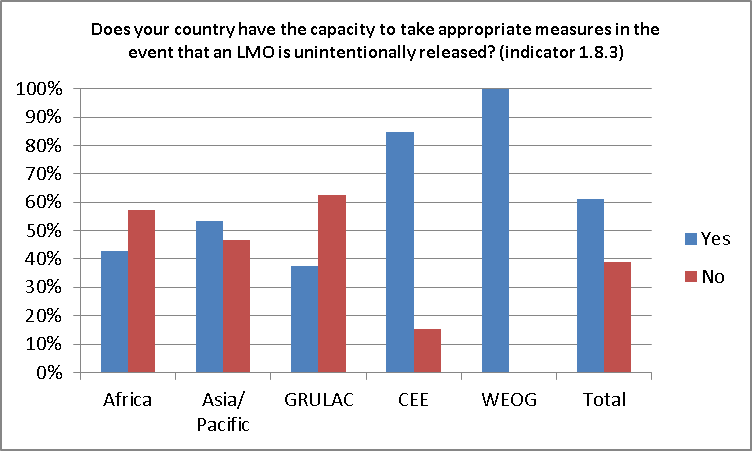 Does your country have the capacity to take appropriate measures in the
event that an LMO is unintentionally released? (indicator 1.8.3)
100%
90%
80%
70%
60%
50%
40%
30%
20%
10%
0%
Africa
Asia/
Pacific
GRULAC
CEE
WEOG
Total
Yes
No